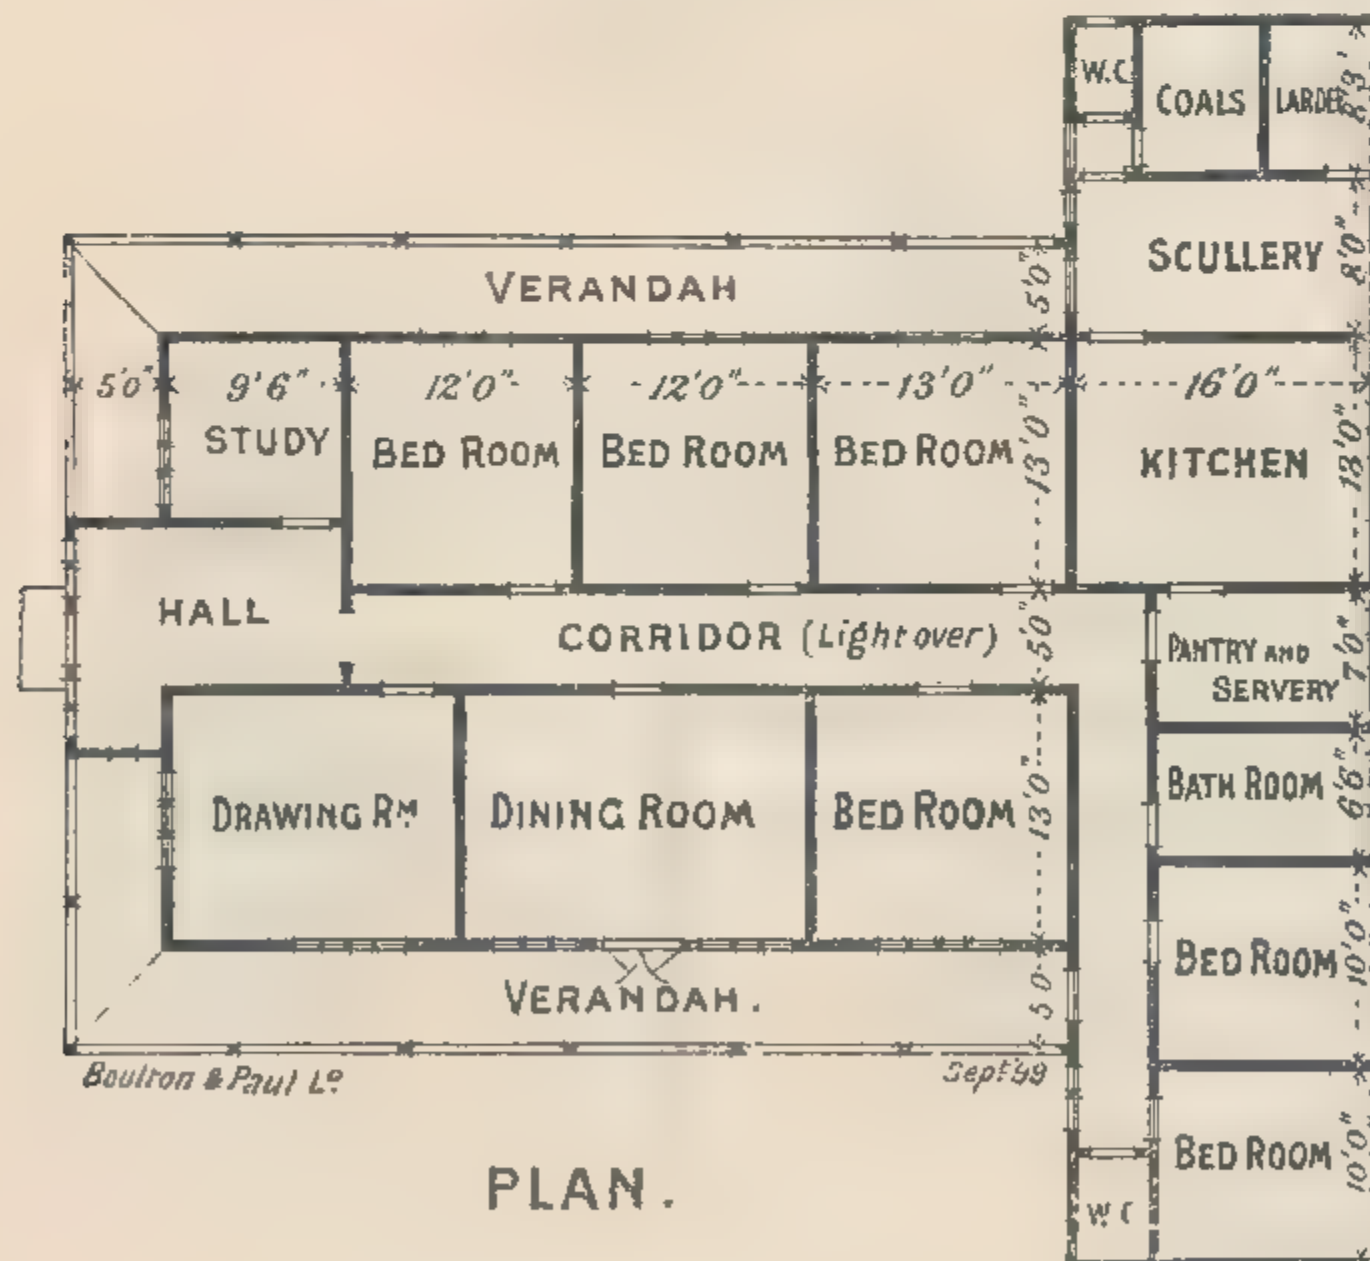 W.C
COALS
LARDER
8'3"
SCULLERY
8'0"
VERANDAH
5'0"
5'0"
9'6"
12'0"
12'0"
13'0"
16'0"
STUDY
BED ROOM
BED ROOM
BED ROOM
13'0"
KITCHEN
13'0"
HALL
CORRIDOR (Light over)
5'0"
PANTRY AND
SERVERY
7'0"
DRAWING RM
DINING ROOM
BED ROOM
13'0"
BATH ROOM
6'6"
BED ROOM
10'0"
VERANDAH.
5'0
Boulton & Paul Ld
Sept '99
BED ROOM
10'0"
PLAN.
W.C